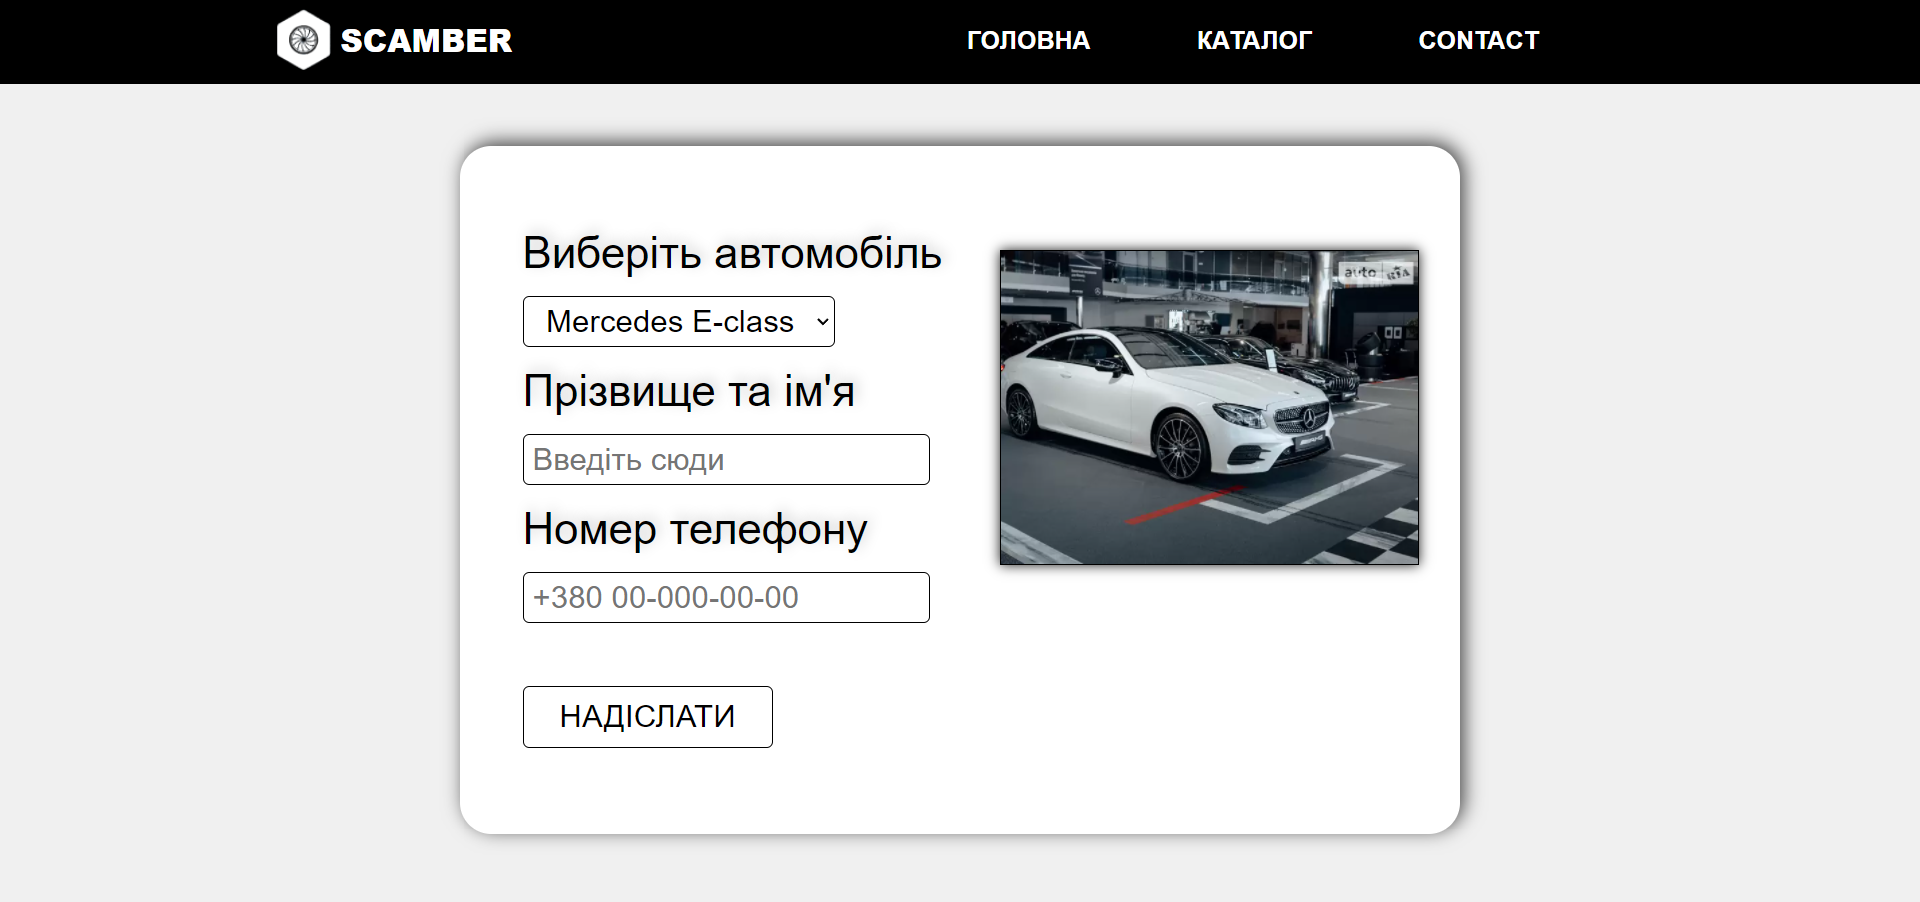 SCAMBER
ГОЛОВНА
КАТАЛОГ
CONTACT
Виберіть автомобіль
Mercedes E-class
Прізвище та ім'я
Введіть сюди
Номер телефону
+380 00-000-00-00
НАДІСЛАТИ
auto RIA